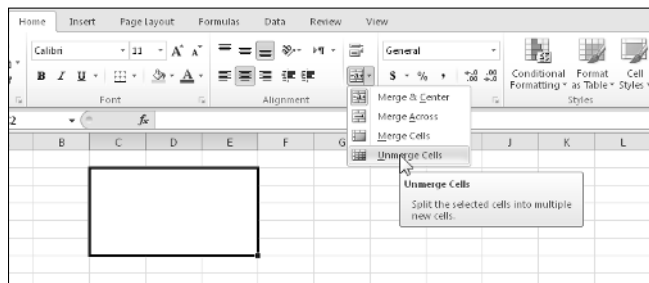 Home Insert Page Layout Formulas Data Review View
Calibri 11 A A General
B I U A $ % , .00 .00 Conditional Format Cell
Formatting as Table Styles
Font Alignment Styles
Merge & Center
Merge Across
Merge Cells
Unmerge Cells
fx
B C D E F G J K L
Unmerge Cells
Split the selected cells into multiple
new cells.